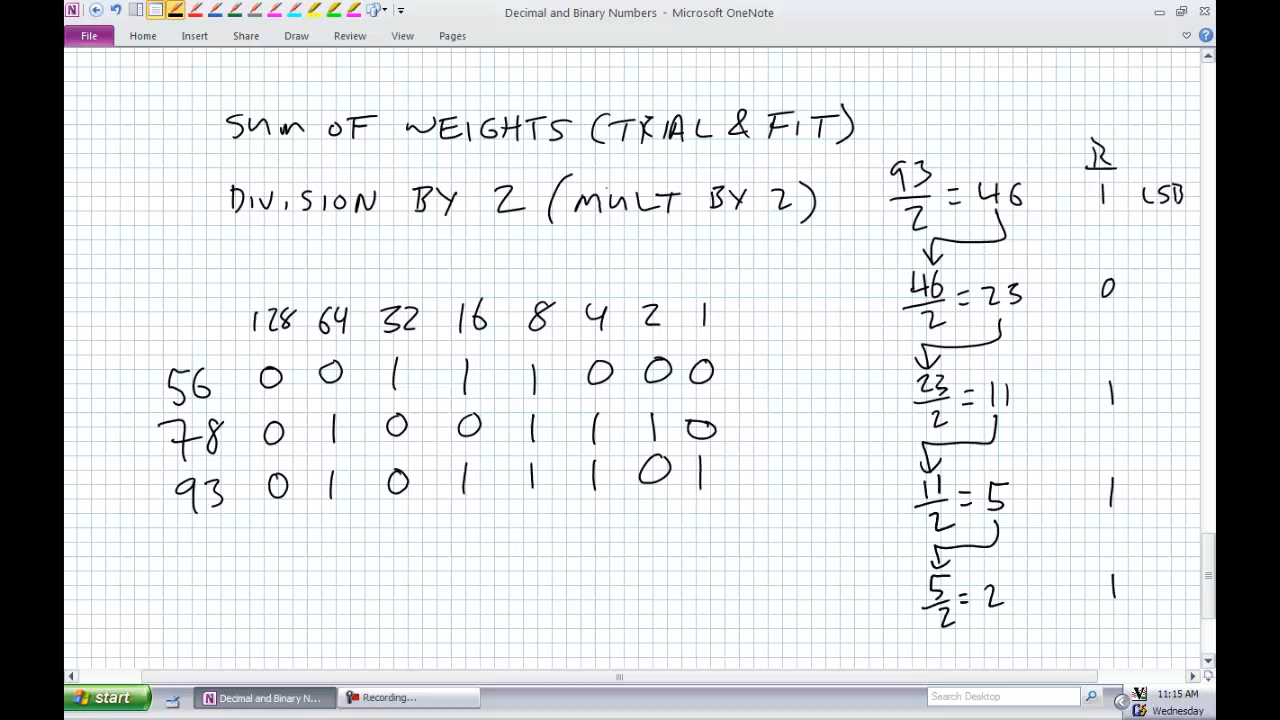 Decimal and Binary Numbers - Microsoft OneNote
File Home Insert Share Draw Review View Pages
SUM OF WEIGHTS (TRIAL & FIT)
DIVISION BY 2 (MULT BY 2)
128 64 32 16 8 4 2 1
56 0 0 1 1 1 0 0 0
78 0 1 0 0 1 1 1 0
93 0 1 0 1 1 1 0 1
R
93/2 = 46 1 LSB
46/2 = 23 0
23/2 = 11 1
11/2 = 5 1
5/2 = 2 1
start Decimal and Binary N... Recording... Search Desktop 11:15 AM
Wednesday